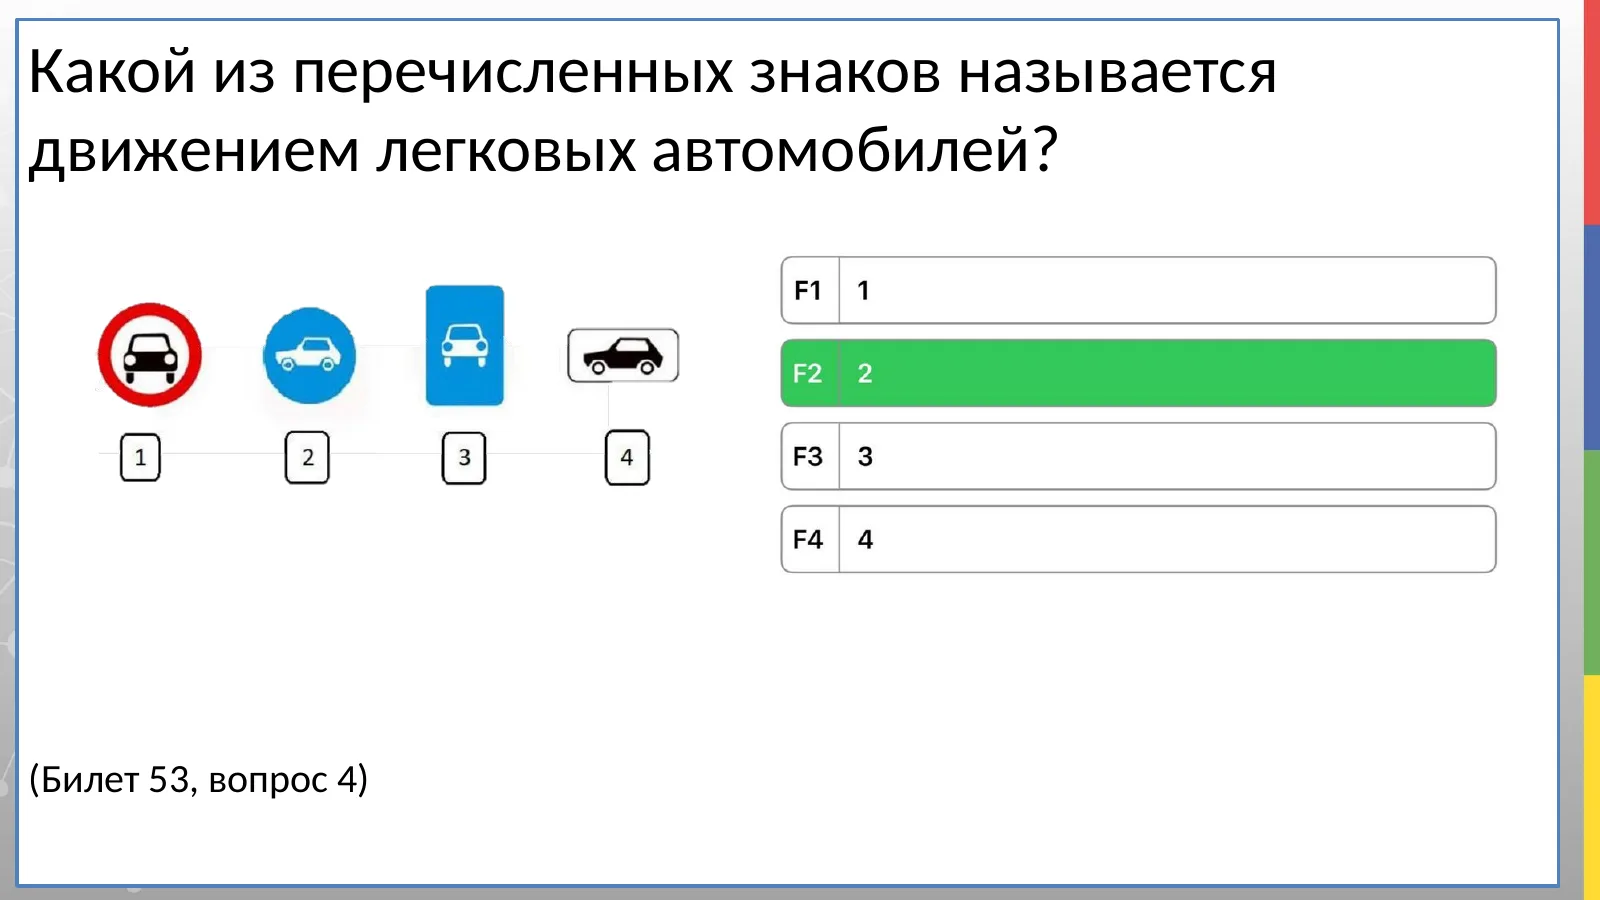 Какой из перечисленных знаков называется
движением легковых автомобилей?
F1 1
F2 2
F3 3
F4 4
1 2 3 4
(Билет 53, вопрос 4)